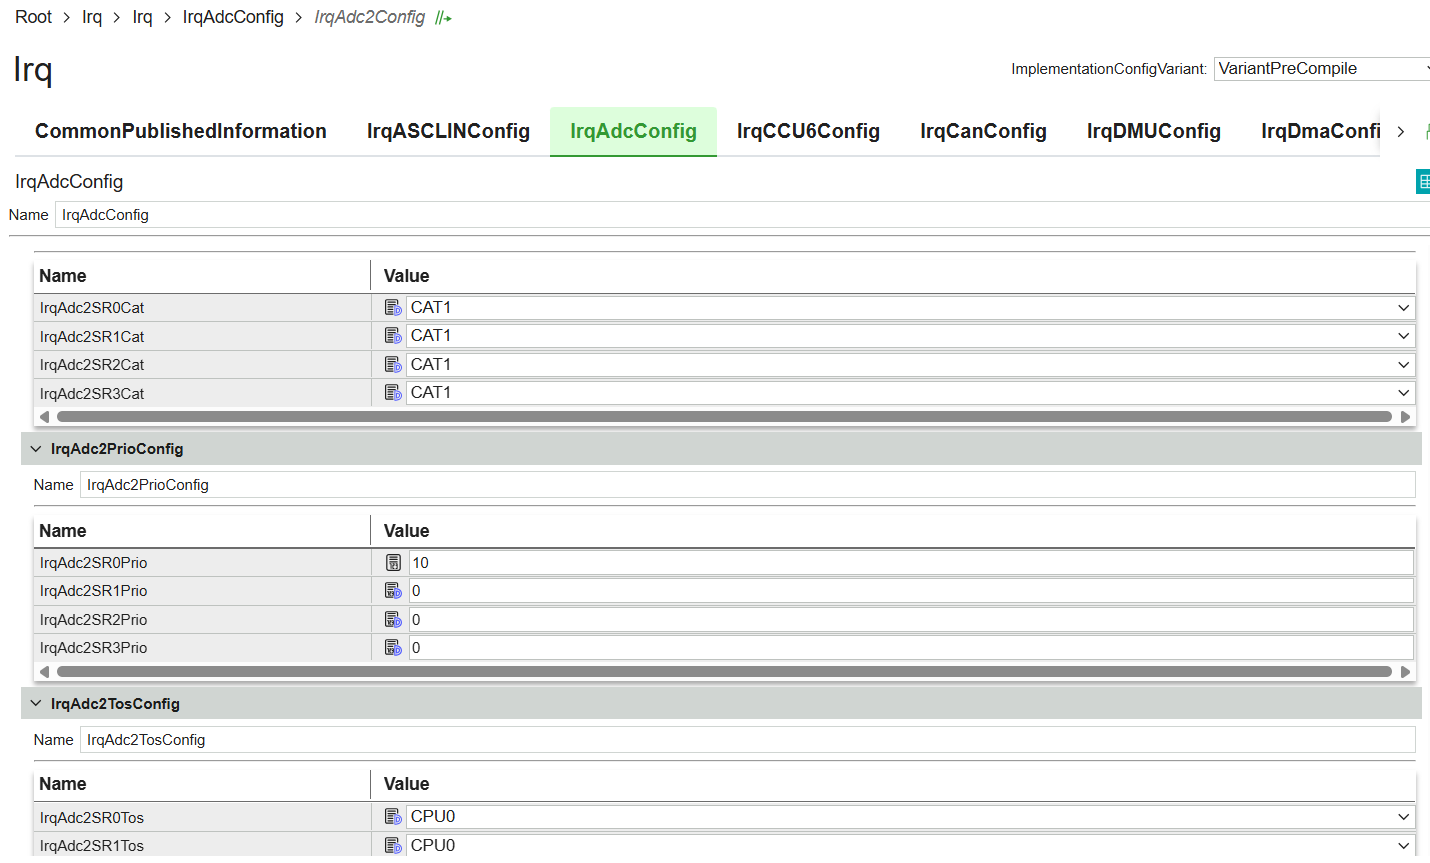 Root > Irq > Irq > IrqAdcConfig > IrqAdc2Config
Irq
ImplementationConfigVariant: VariantPreCompile
CommonPublishedInformation IrqASCLINConfig IrqAdcConfig IrqCCU6Config IrqCanConfig IrqDMUConfig IrqDmaConfi
IrqAdcConfig
Name IrqAdcConfig
Name Value
IrqAdc2SR0Cat CAT1
IrqAdc2SR1Cat CAT1
IrqAdc2SR2Cat CAT1
IrqAdc2SR3Cat CAT1
IrqAdc2PrioConfig
Name IrqAdc2PrioConfig
Name Value
IrqAdc2SR0Prio 10
IrqAdc2SR1Prio 0
IrqAdc2SR2Prio 0
IrqAdc2SR3Prio 0
IrqAdc2TosConfig
Name IrqAdc2TosConfig
Name Value
IrqAdc2SR0Tos CPU0
IrqAdc2SR1Tos CPU0